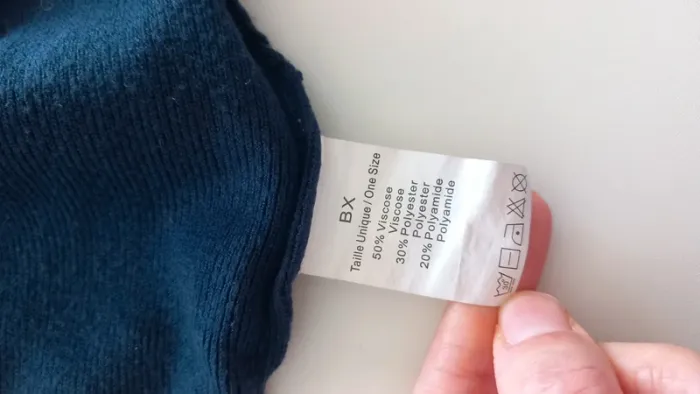 BX
Taille Unique / One Size
50% Viscose
Viscose
30% Polyester
Polyester
20% Polyamide
Polyamide